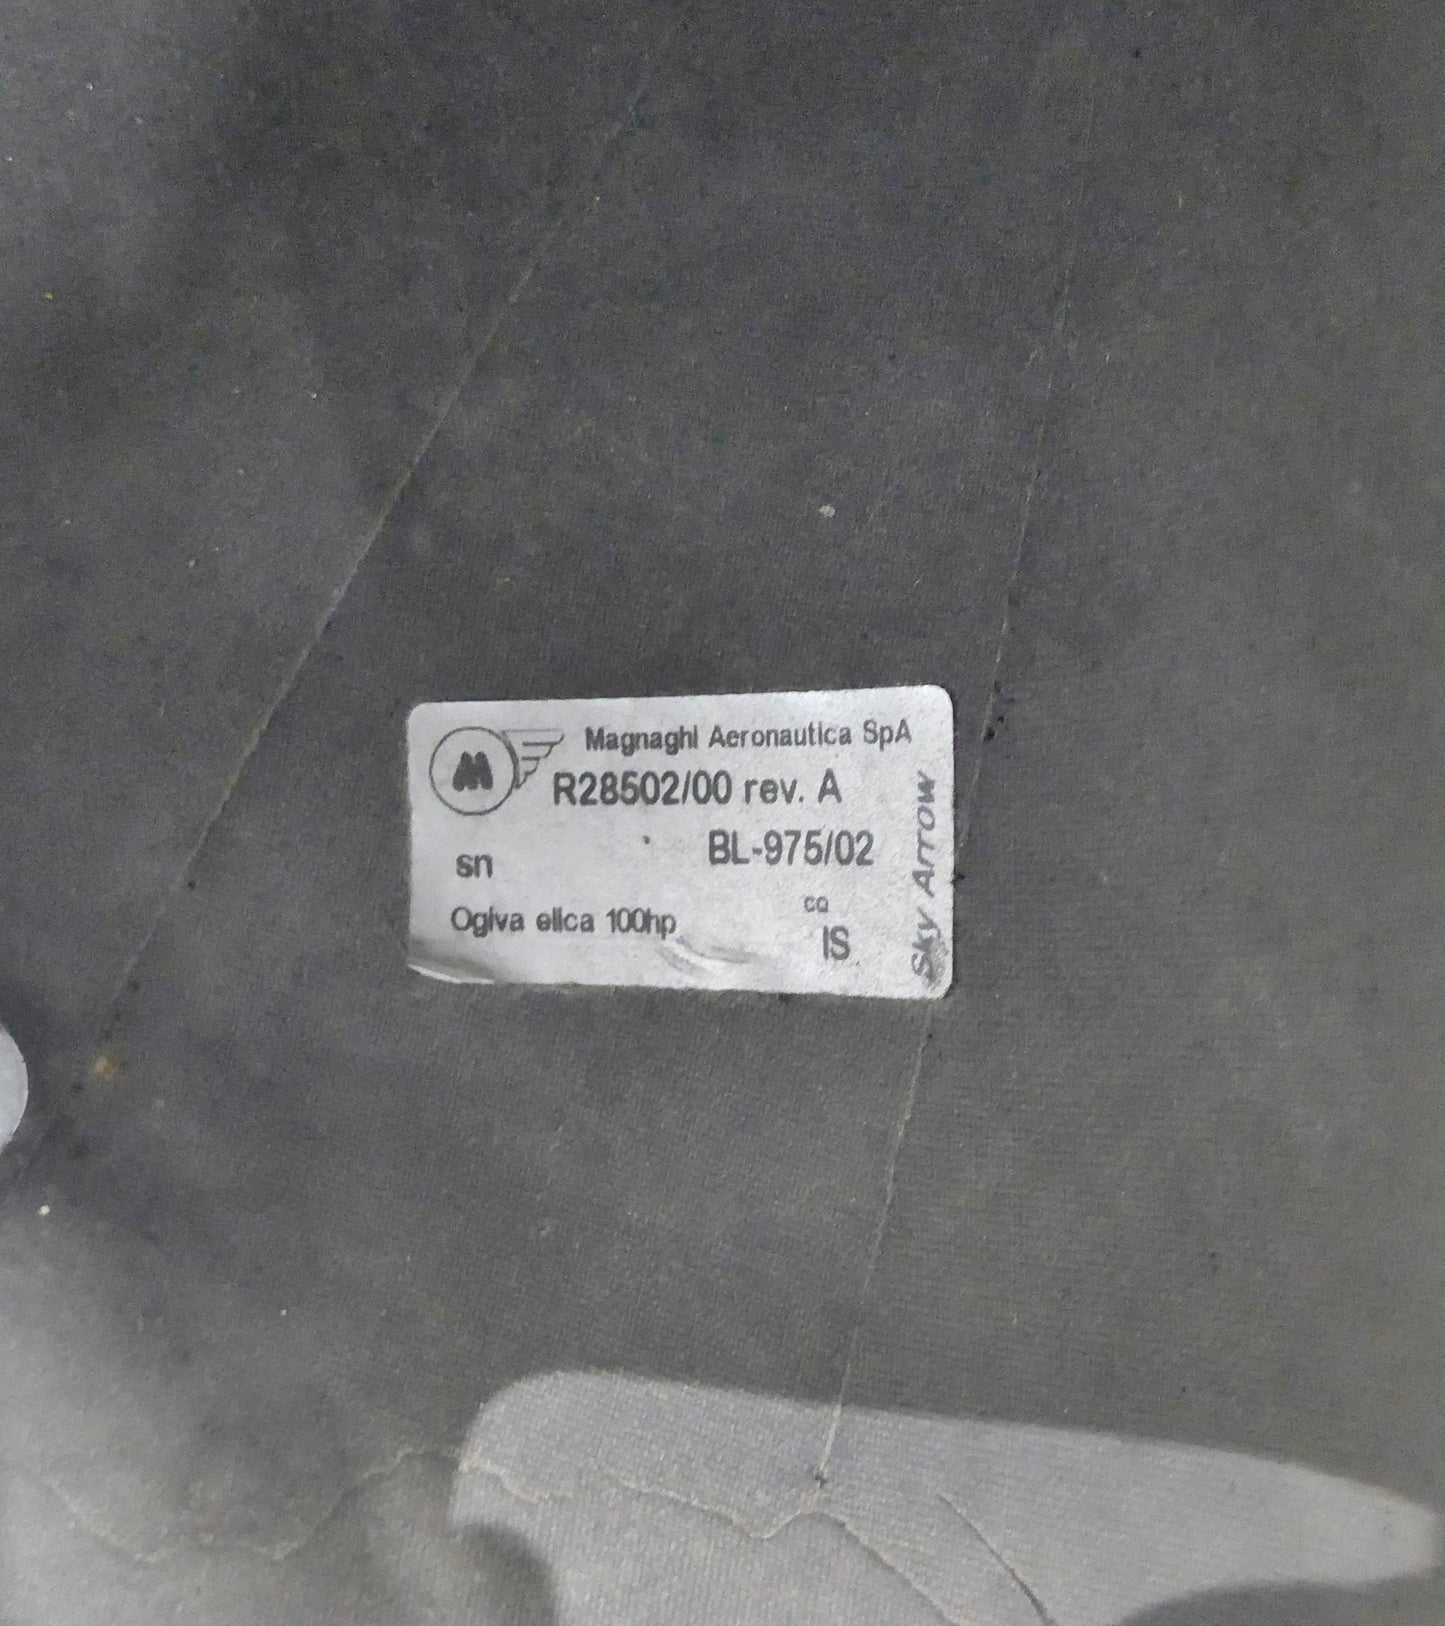 M
Magnaghi Aeronautica SpA
R28502/00 rev. A
BL-975/02
sn
cq
Ogiva elica 100hp
IS
Sky Arrow